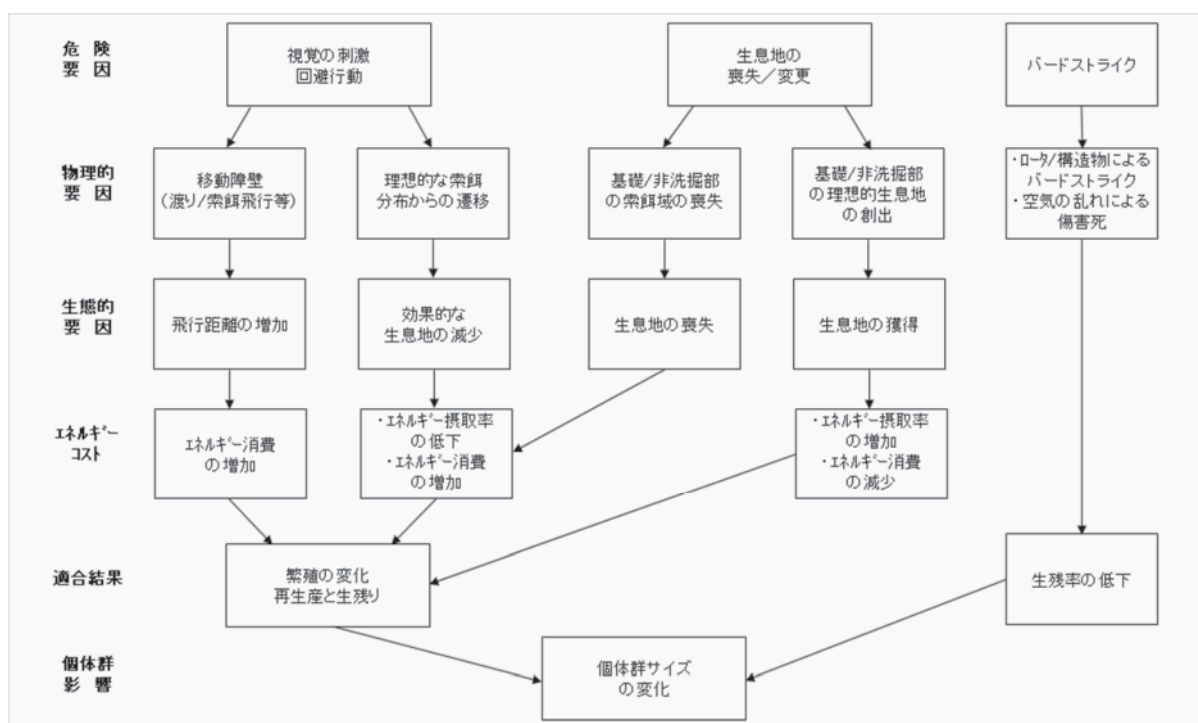 危 険
要 因
視覚の刺激
回避行動
生息地の
喪失／変更
バードストライク
物理的
要 因
移動障壁
(渡り/索餌飛行等)
理想的な索餌
分布からの遷移
基礎/非洗掘部
の索餌域の喪失
基礎/非洗掘部
の理想的生息地
の創出
・ロータ/構造物による
バードストライク
・空気の乱れによる
傷害死
生態的
要 因
飛行距離の増加
効果的な
生息地の減少
生息地の喪失
生息地の獲得
エネルギー
コスト
エネルギー消費
の増加
・エネルギー摂取率
の低下
・エネルギー消費
の増加
・エネルギー摂取率
の増加
・エネルギー消費
の減少
適合結果
繁殖の変化
再生産と生残り
生残率の低下
個体群
影 響
個体群サイズ
の変化